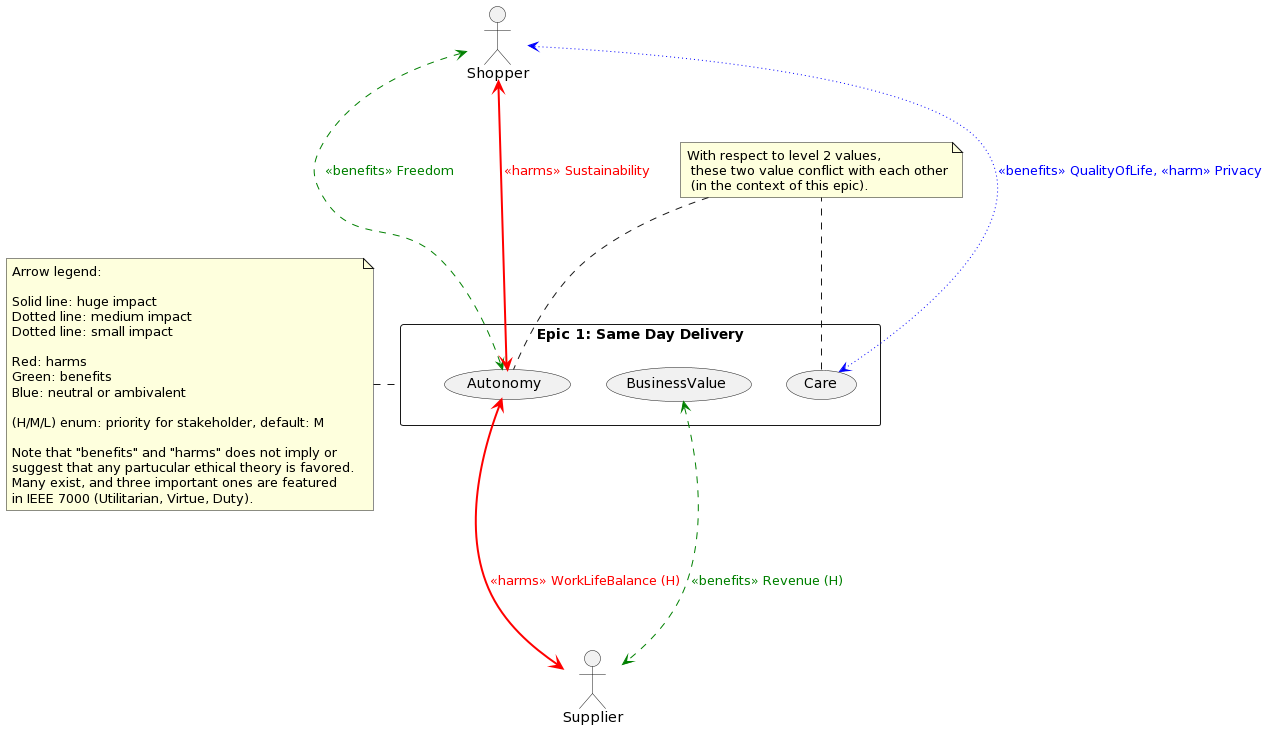 Shopper
«benefits» Freedom
«harms» Sustainability
With respect to level 2 values,
these two value conflict with each other
(in the context of this epic).
«benefits» QualityOfLife, «harm» Privacy
Arrow legend:
Solid line: huge impact
Dotted line: medium impact
Dotted line: small impact
Red: harms
Green: benefits
Blue: neutral or ambivalent
(H/M/L) enum: priority for stakeholder, default: M
Note that "benefits" and "harms" does not imply or
suggest that any partucular ethical theory is favored.
Many exist, and three important ones are featured
in IEEE 7000 (Utilitarian, Virtue, Duty).
Epic 1: Same Day Delivery
Autonomy
BusinessValue
Care
«harms» WorkLifeBalance (H)
«benefits» Revenue (H)
Supplier